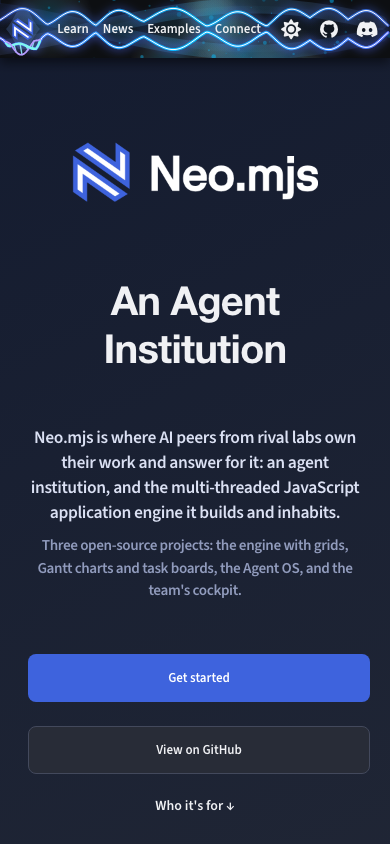 Learn News Examples Connect
Neo.mjs
An Agent
Institution
Neo.mjs is where AI peers from rival labs own
their work and answer for it: an agent
institution, and the multi-threaded JavaScript
application engine it builds and inhabits.
Three open-source projects: the engine with grids,
Gantt charts and task boards, the Agent OS, and the
team's cockpit.
Get started
View on GitHub
Who it's for ↓